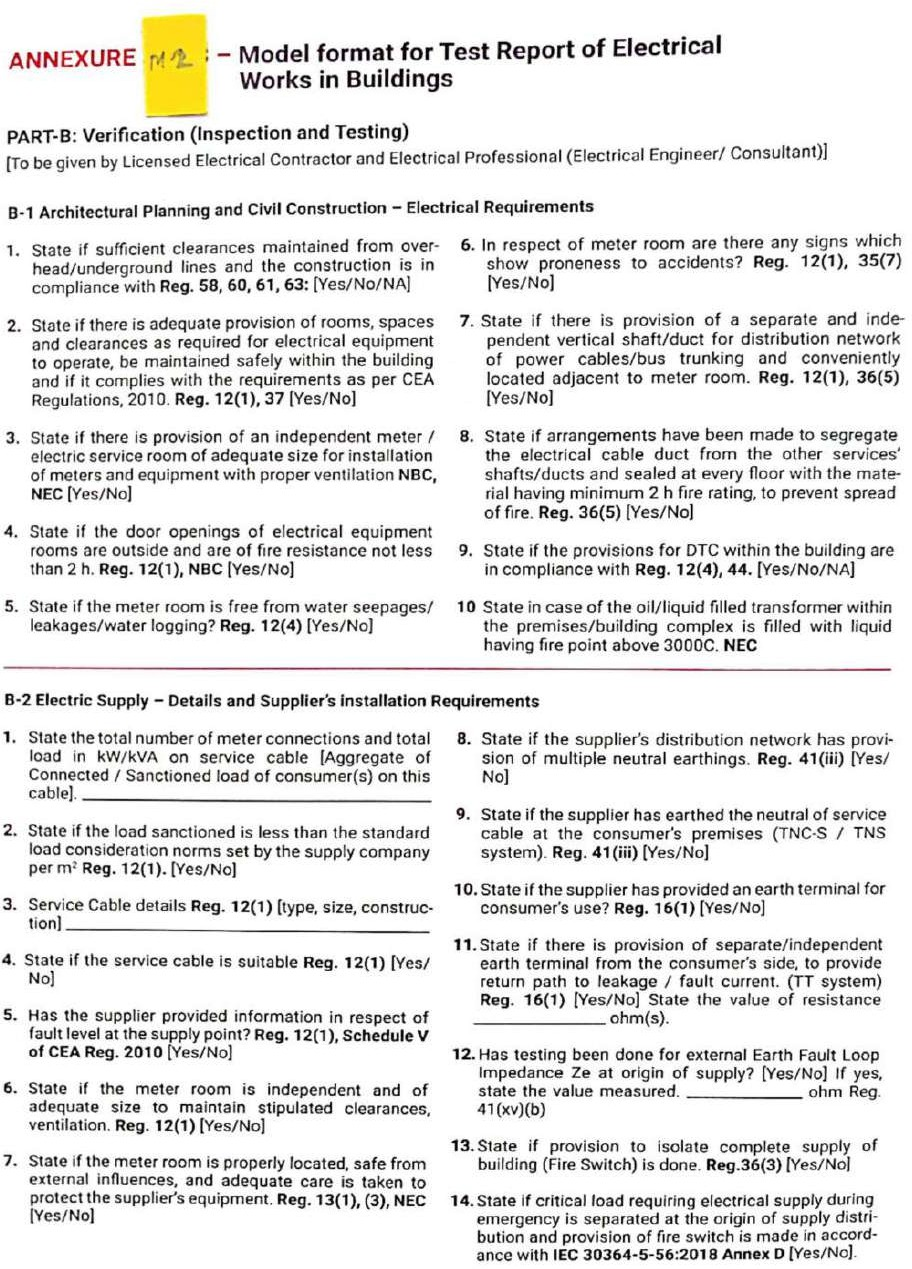 ANNEXURE M2 : – Model format for Test Report of Electrical
Works in Buildings
PART-B: Verification (Inspection and Testing)
[To be given by Licensed Electrical Contractor and Electrical Professional (Electrical Engineer/ Consultant)]
B-1 Architectural Planning and Civil Construction – Electrical Requirements
1. State if sufficient clearances maintained from over-
head/underground lines and the construction is in
compliance with Reg. 58, 60, 61, 63: [Yes/No/NA]
2. State if there is adequate provision of rooms, spaces
and clearances as required for electrical equipment
to operate, be maintained safely within the building
and if it complies with the requirements as per CEA
Regulations, 2010. Reg. 12(1), 37 [Yes/No]
3. State if there is provision of an independent meter /
electric service room of adequate size for installation
of meters and equipment with proper ventilation NBC,
NEC [Yes/No]
4. State if the door openings of electrical equipment
rooms are outside and are of fire resistance not less
than 2 h. Reg. 12(1), NBC [Yes/No]
5. State if the meter room is free from water seepages/
leakages/water logging? Reg. 12(4) [Yes/No]
6. In respect of meter room are there any signs which
show proneness to accidents? Reg. 12(1), 35(7)
[Yes/No]
7. State if there is provision of a separate and inde-
pendent vertical shaft/duct for distribution network
of power cables/bus trunking and conveniently
located adjacent to meter room. Reg. 12(1), 36(5)
[Yes/No]
8. State if arrangements have been made to segregate
the electrical cable duct from the other services'
shafts/ducts and sealed at every floor with the mate-
rial having minimum 2 h fire rating, to prevent spread
of fire. Reg. 36(5) [Yes/No]
9. State if the provisions for DTC within the building are
in compliance with Reg. 12(4), 44. [Yes/No/NA]
10 State in case of the oil/liquid filled transformer within
the premises/building complex is filled with liquid
having fire point above 3000C. NEC
B-2 Electric Supply – Details and Supplier's installation Requirements
1. State the total number of meter connections and total
load in kW/kVA on service cable [Aggregate of
Connected / Sanctioned load of consumer(s) on this
cable]. ____________
2. State if the load sanctioned is less than the standard
load consideration norms set by the supply company
per m² Reg. 12(1). [Yes/No]
3. Service Cable details Reg. 12(1) [type, size, construc-
tion] ____________
4. State if the service cable is suitable Reg. 12(1) [Yes/
No]
5. Has the supplier provided information in respect of
fault level at the supply point? Reg. 12(1), Schedule V
of CEA Reg. 2010 [Yes/No]
6. State if the meter room is independent and of
adequate size to maintain stipulated clearances,
ventilation. Reg. 12(1) [Yes/No]
7. State if the meter room is properly located, safe from
external influences, and adequate care is taken to
protect the supplier's equipment. Reg. 13(1), (3), NEC
[Yes/No]
8. State if the supplier's distribution network has provi-
sion of multiple neutral earthings. Reg. 41(iii) [Yes/
No]
9. State if the supplier has earthed the neutral of service
cable at the consumer's premises (TNC-S / TNS
system). Reg. 41(iii) [Yes/No]
10. State if the supplier has provided an earth terminal for
consumer's use? Reg. 16(1) [Yes/No]
11. State if there is provision of separate/independent
earth terminal from the consumer's side, to provide
return path to leakage / fault current. (TT system)
Reg. 16(1) [Yes/No] State the value of resistance
____________ ohm(s).
12. Has testing been done for external Earth Fault Loop
Impedance Ze at origin of supply? [Yes/No] If yes,
state the value measured. ____________ ohm Reg.
41(xv)(b)
13. State if provision to isolate complete supply of
building (Fire Switch) is done. Reg.36(3) [Yes/No]
14. State if critical load requiring electrical supply during
emergency is separated at the origin of supply distri-
bution and provision of fire switch is made in accord-
ance with IEC 30364-5-56:2018 Annex D [Yes/No].